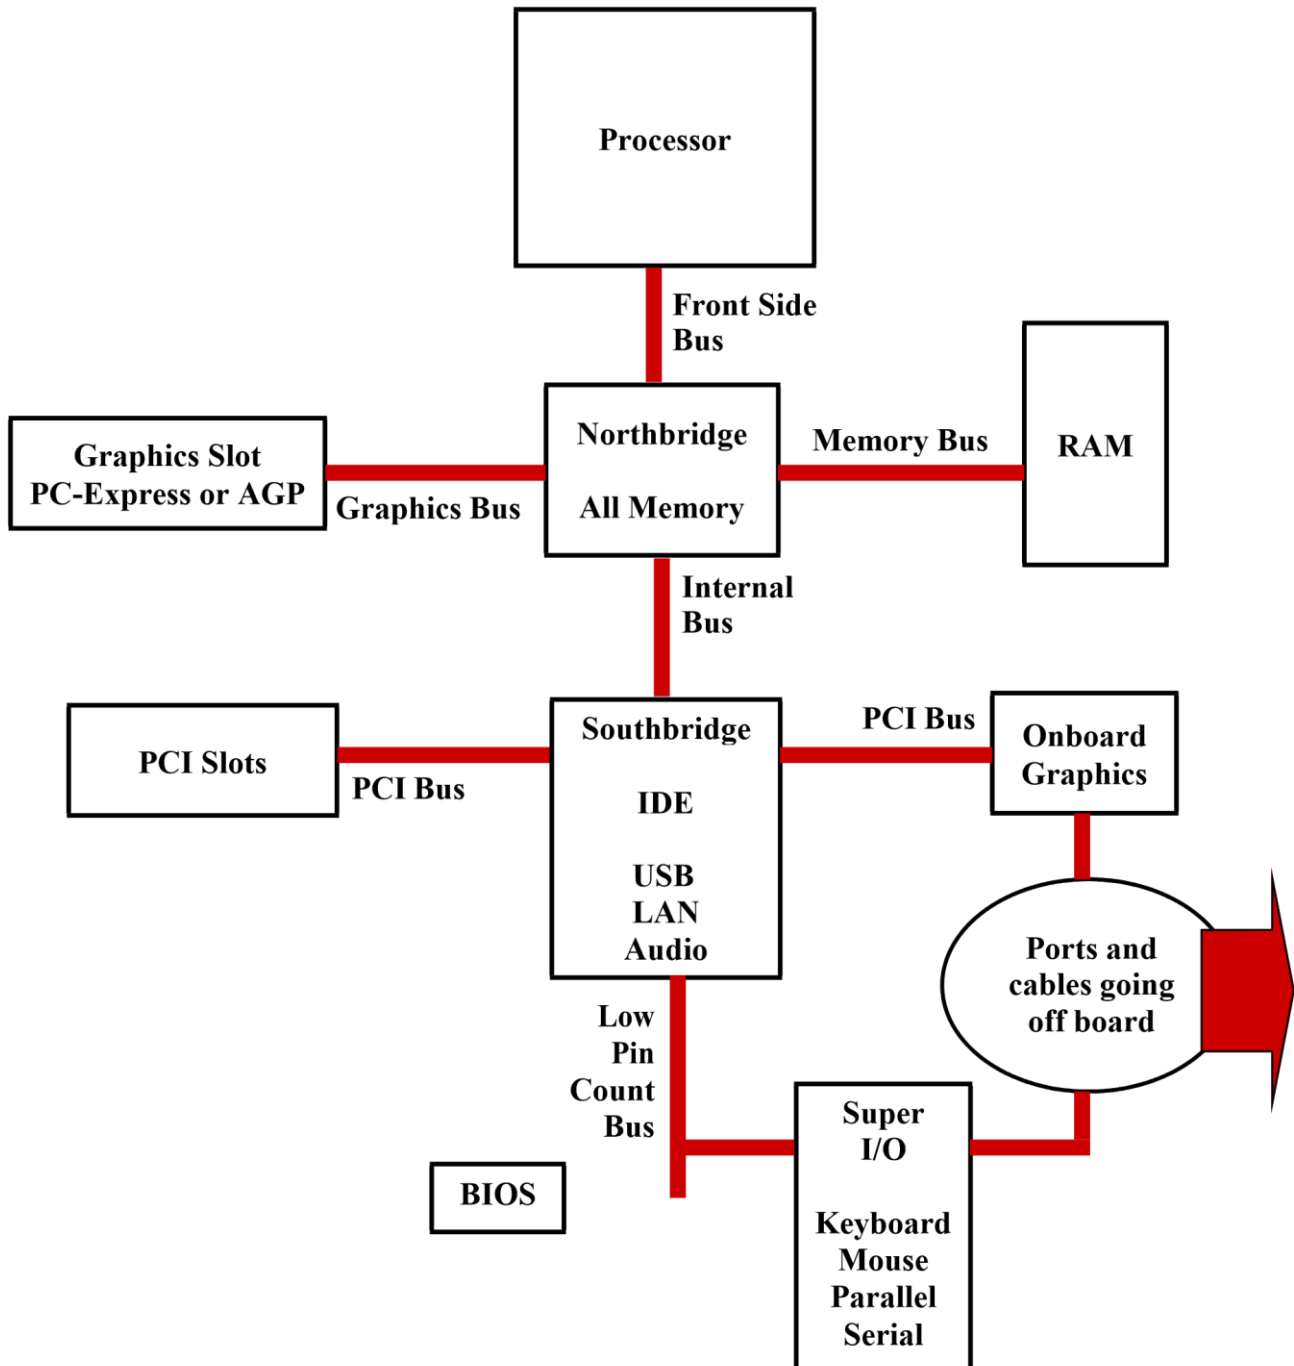 Processor
Front Side
Bus
Graphics Slot
PC-Express or AGP
Graphics Bus
Northbridge
All Memory
Memory Bus
RAM
Internal
Bus
PCI Slots
PCI Bus
Southbridge
IDE
USB
LAN
Audio
PCI Bus
Onboard
Graphics
Ports and
cables going
off board
Low
Pin
Count
Bus
BIOS
Super
I/O
Keyboard
Mouse
Parallel
Serial